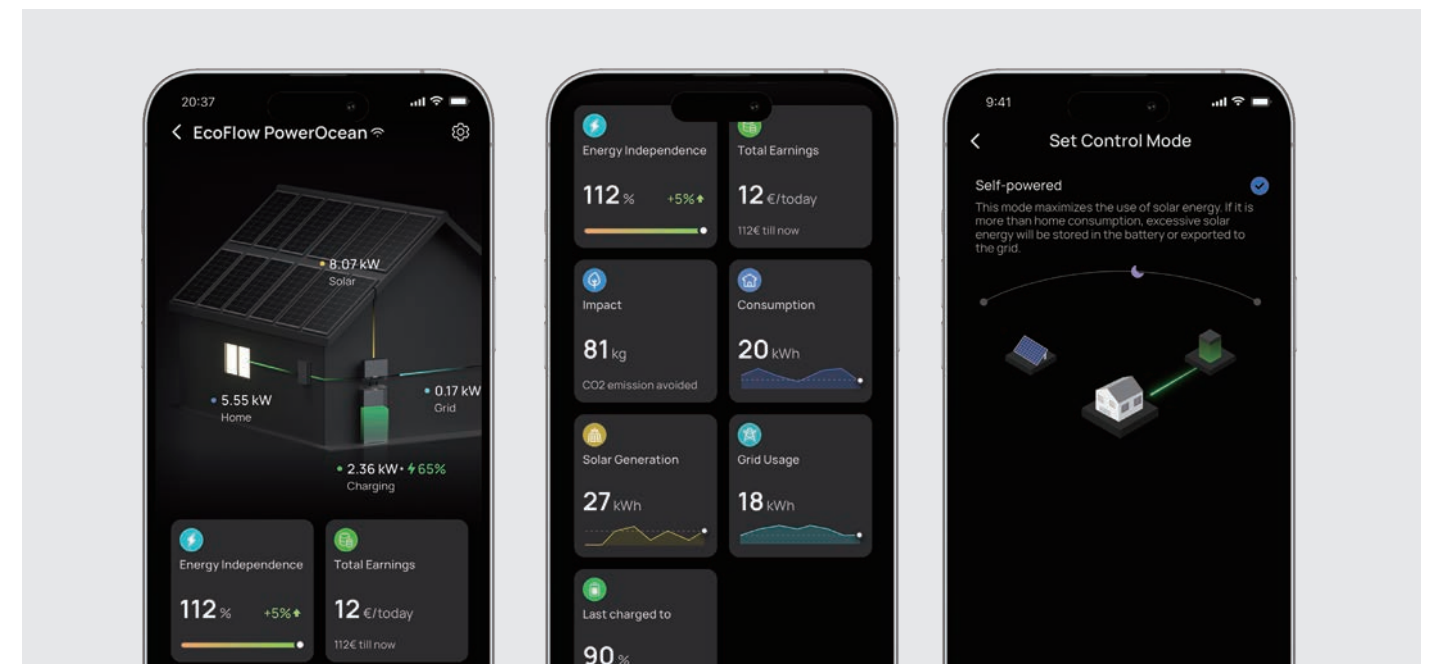 20:37
EcoFlow PowerOcean
8.07 kW
Solar
5.55 kW
Home
0.17 kW
Grid
2.36 kW • 65%
Charging
Energy Independence
112 % +5%
Total Earnings
12 €/today
112€ till now
Energy Independence
112 % +5%
Total Earnings
12 €/today
112€ till now
Impact
81 kg
CO2 emission avoided
Consumption
20 kWh
Solar Generation
27 kWh
Grid Usage
18 kWh
Last charged to
90 %
9:41
Set Control Mode
Self-powered
This mode maximizes the use of solar energy. If it is
more than home consumption, excessive solar
energy will be stored in the battery or exported to
the grid.